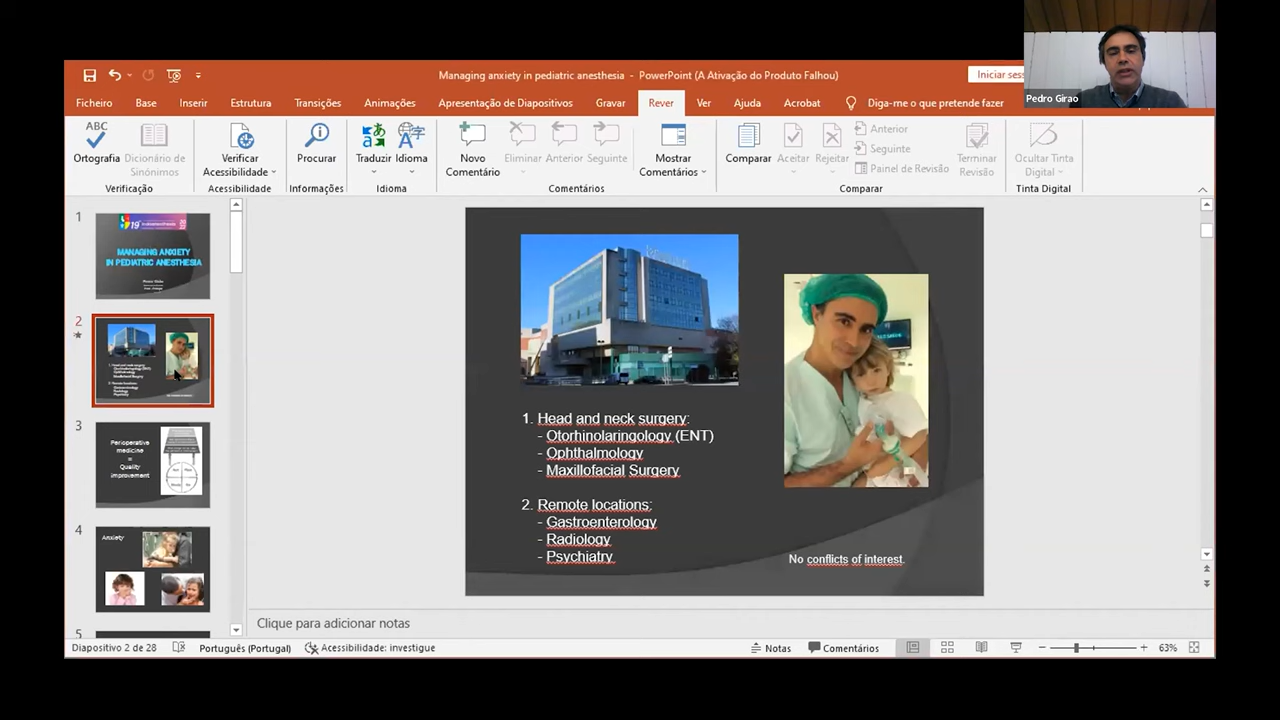 Managing anxiety in pediatric anesthesia - PowerPoint (A Ativação do Produto Falhou)
Iniciar sess
Pedro Girao
Ficheiro Base Inserir Estrutura Transições Animações Apresentação de Diapositivos Gravar Rever Ver Ajuda Acrobat Diga-me o que pretende fazer
ABC
Ortografia
Dicionário de Sinónimos
Verificar Acessibilidade
Procurar
Traduzir
Idioma
Novo Comentário
Eliminar
Anterior
Seguinte
Mostrar Comentários
Comparar
Aceitar
Rejeitar
Anterior
Seguinte
Painel de Revisão
Terminar Revisão
Ocultar Tinta Digital
Verificação
Acessibilidade
Informações
Idioma
Comentários
Comparar
Tinta Digital
1
19
MANAGING ANXIETY
IN PEDIATRIC ANESTHESIA
2
3
Perioperative
medicine
=
Quality
improvement
4
Anxiety
5
1. Head and neck surgery:
- Otorhinolaringology (ENT)
- Ophthalmology
- Maxillofacial Surgery
2. Remote locations:
- Gastroenterology
- Radiology
- Psychiatry
No conflicts of interest.
Clique para adicionar notas
Diapositivo 2 de 28 Português (Portugal) Acessibilidade: investigue Notas Comentários 63%